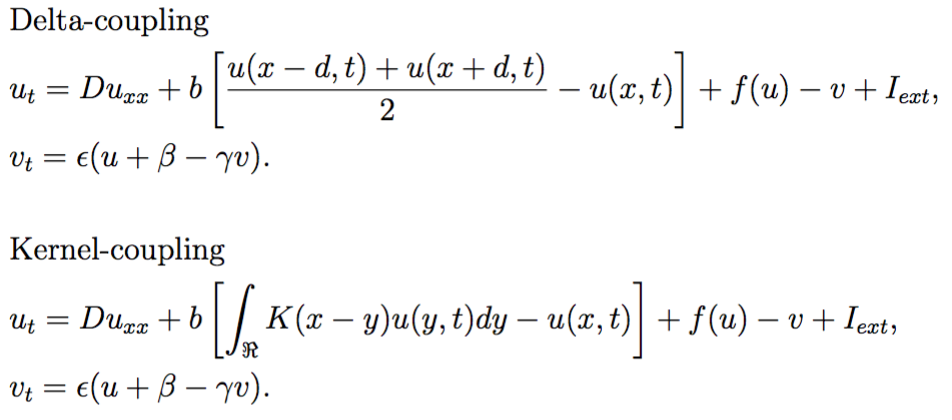 Delta-coupling
u_t = Du_{xx} + b [ \frac{u(x − d, t) + u(x + d, t)}{2} − u(x, t) ] + f(u) − v + I_{ext},
v_t = ϵ(u + β − γv).
Kernel-coupling
u_t = Du_{xx} + b [ ∫_ℜ K(x − y)u(y, t)dy − u(x, t) ] + f(u) − v + I_{ext},
v_t = ϵ(u + β − γv).